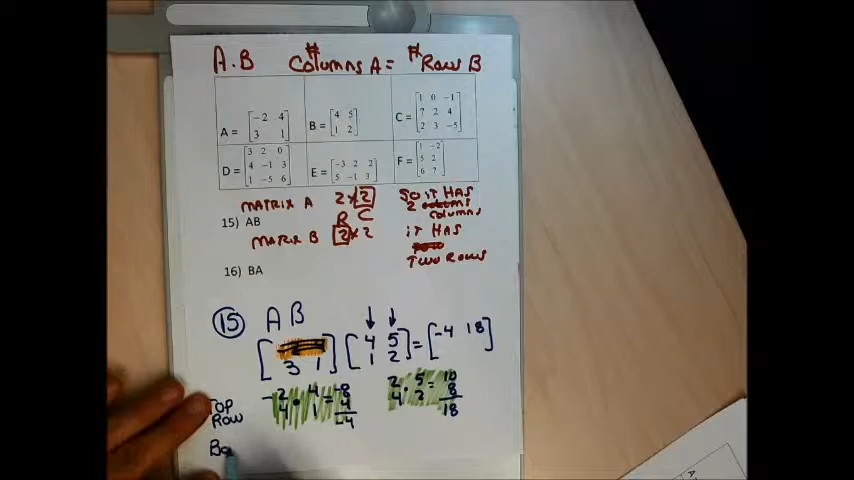 A.B # Columns A = # Row B
A = [ -2 4 B = [ 4 5 C = [ 1 0 -1
3 1 ] 1 2 ] 7 2 4
2 3 -5 ]
D = [ 3 2 0 E = [ -3 2 2 F = [ 1 -2
4 -1 3 5 -1 3 ] 5 2
1 -5 6 ] 6 7 ]
MATRIX A 2 x 2 SO IT HAS
R C 2 columns
15) AB
MATRIX B 2 x 2 IT HAS
TWO ROWS
16) BA
15 A B
[ 4 5 = [ -4 18 ]
3 1 ] 1 2 ]
TOP ROW
-2 · 4 = -8
4 1 4
-4
2 · 5 = 10
4 2 8
18
Bo